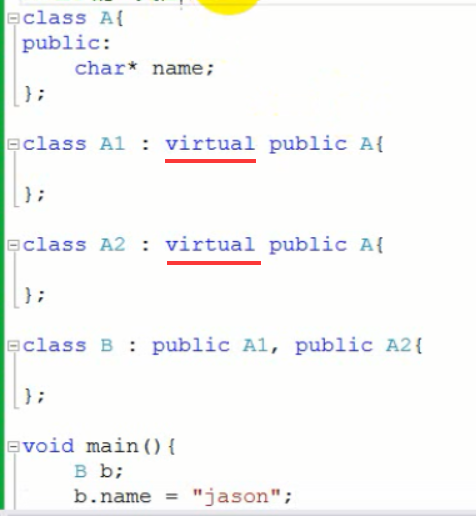 class A{
public:
    char* name;
};
class A1 : virtual public A{
};
class A2 : virtual public A{
};
class B : public A1, public A2{
};
void main(){
    B b;
    b.name = "jason";